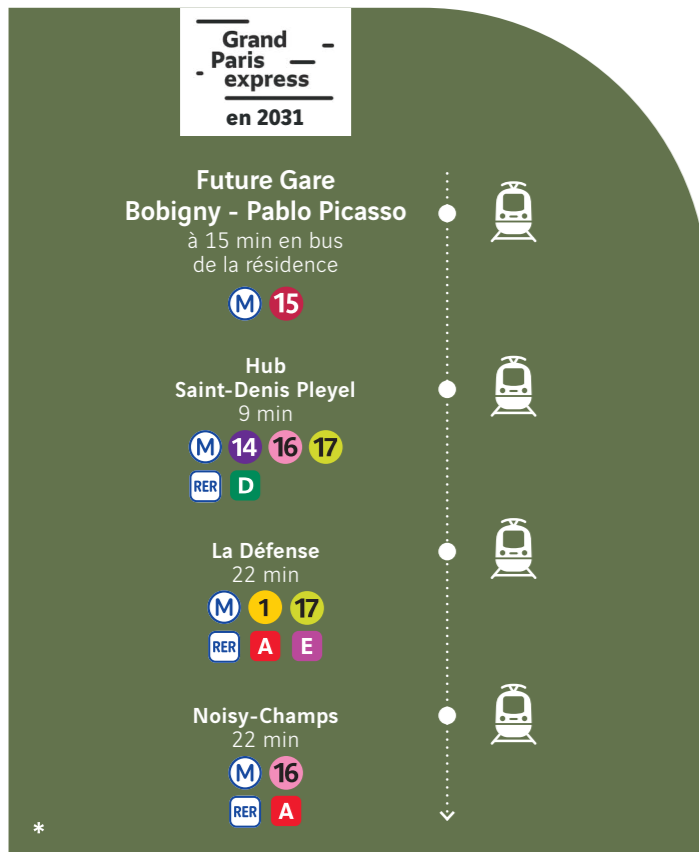 Grand
Paris
express
en 2031
Future Gare
Bobigny - Pablo Picasso
à 15 min en bus
de la résidence
M 15
Hub
Saint-Denis Pleyel
9 min
M 14 16 17
RER D
La Défense
22 min
M 1 17
RER A E
Noisy-Champs
22 min
M 16
RER A
*